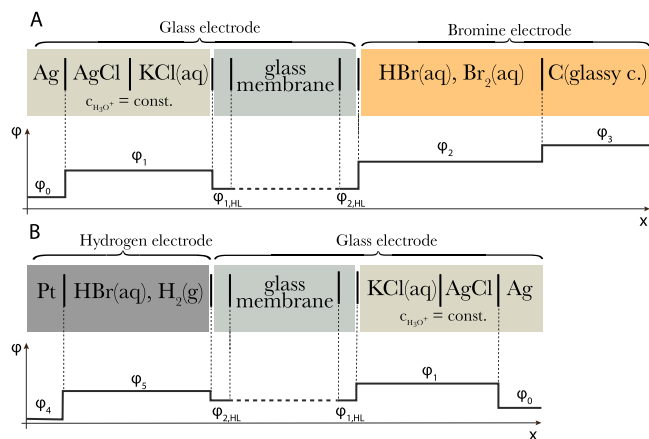 A
Glass electrode
Bromine electrode
Ag AgCl KCl(aq) glass membrane HBr(aq), Br₂(aq) C(glassy c.)
c_H₃O⁺ = const.
φ
φ₀ φ₁ φ₁,HL φ₂,HL φ₂ φ₃
x
B
Hydrogen electrode
Glass electrode
Pt HBr(aq), H₂(g) glass membrane KCl(aq) AgCl Ag
c_H₃O⁺ = const.
φ
φ₄ φ₅ φ₂,HL φ₁,HL φ₁ φ₀
x